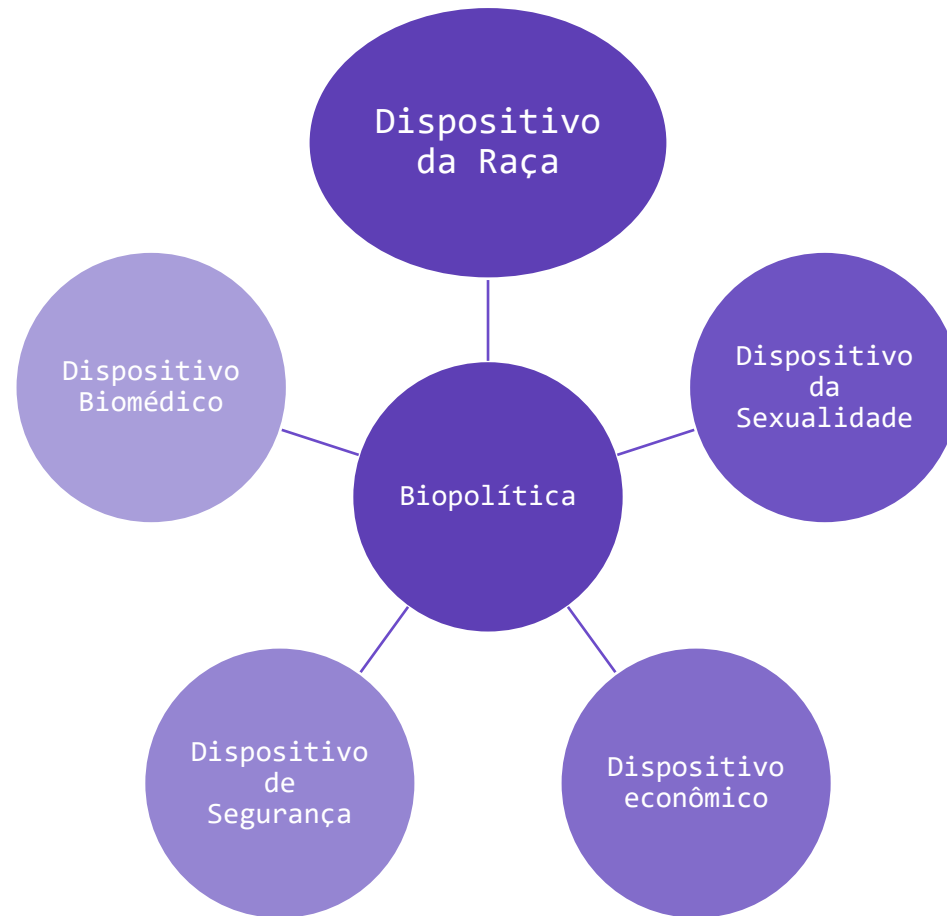 Dispositivo
da Raça
Dispositivo
Biomédico
Dispositivo
da
Sexualidade
Biopolítica
Dispositivo
de
Segurança
Dispositivo
econômico